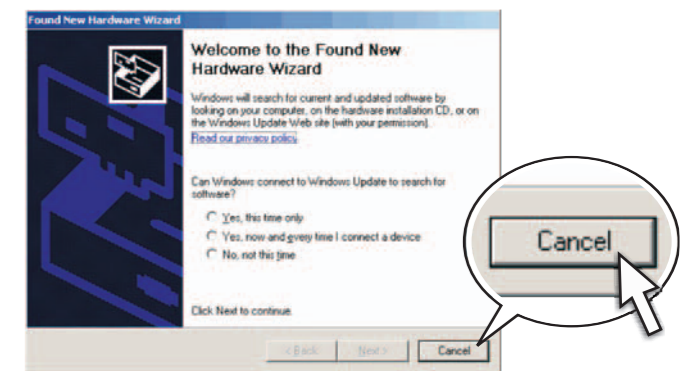 Found New Hardware Wizard
Welcome to the Found New
Hardware Wizard
Windows will search for current and updated software by
looking on your computer, on the hardware installation CD, or on
the Windows Update Web site (with your permission).
Read our privacy policy
Can Windows connect to Windows Update to search for
software?
Yes, this time only
Yes, now and every time I connect a device
No, not this time
Click Next to continue.
< Back Next > Cancel
Cancel